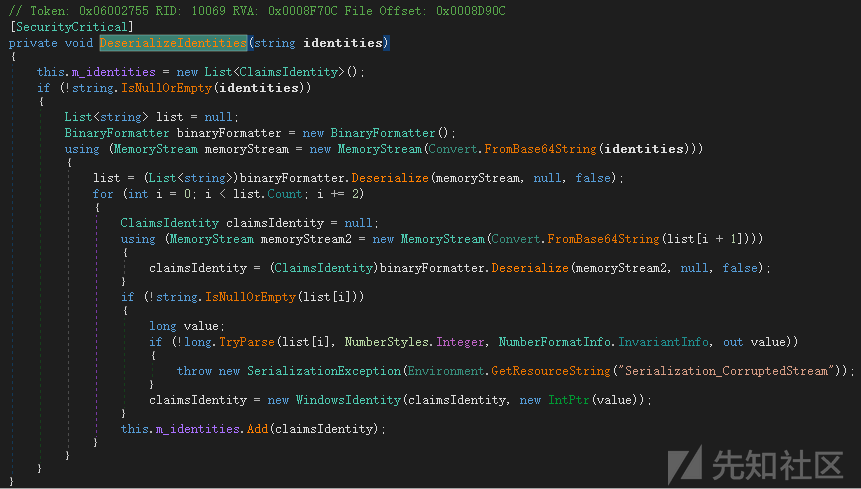 // Token: 0x06002755 RID: 10069 RVA: 0x0008F70C File Offset: 0x0008D90C
[SecurityCritical]
private void DeserializeIdentities(string identities)
{
    this.m_identities = new List<ClaimsIdentity>();
    if (!string.IsNullOrEmpty(identities))
    {
        List<string> list = null;
        BinaryFormatter binaryFormatter = new BinaryFormatter();
        using (MemoryStream memoryStream = new MemoryStream(Convert.FromBase64String(identities)))
        {
            list = (List<string>)binaryFormatter.Deserialize(memoryStream, null, false);
            for (int i = 0; i < list.Count; i += 2)
            {
                ClaimsIdentity claimsIdentity = null;
                using (MemoryStream memoryStream2 = new MemoryStream(Convert.FromBase64String(list[i + 1])))
                {
                    claimsIdentity = (ClaimsIdentity)binaryFormatter.Deserialize(memoryStream2, null, false);
                }
                if (!string.IsNullOrEmpty(list[i]))
                {
                    long value;
                    if (!long.TryParse(list[i], NumberStyles.Integer, NumberFormatInfo.InvariantInfo, out value))
                    {
                        throw new SerializationException(Environment.GetResourceString("Serialization_CorruptedStream"));
                    }
                    claimsIdentity = new WindowsIdentity(claimsIdentity, new IntPtr(value));
                }
                this.m_identities.Add(claimsIdentity);
            }
        }
    }
}
先知社区